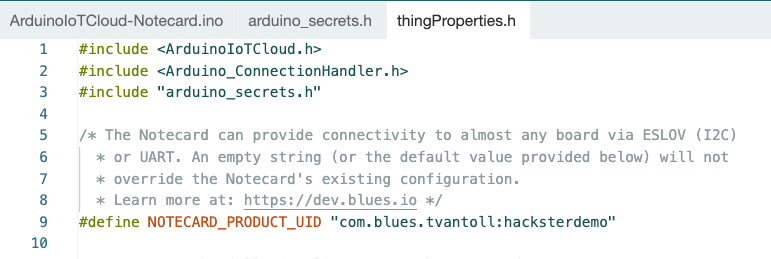 ArduinoIoTCloud-Notecard.ino arduino_secrets.h thingProperties.h
1 #include <ArduinoIoTCloud.h>
2 #include <Arduino_ConnectionHandler.h>
3 #include "arduino_secrets.h"
4
5 /* The Notecard can provide connectivity to almost any board via ESLOV (I2C)
6 * or UART. An empty string (or the default value provided below) will not
7 * override the Notecard's existing configuration.
8 * Learn more at: https://dev.blues.io */
9 #define NOTECARD_PRODUCT_UID "com.blues.tvantoll:hacksterdemo"
10